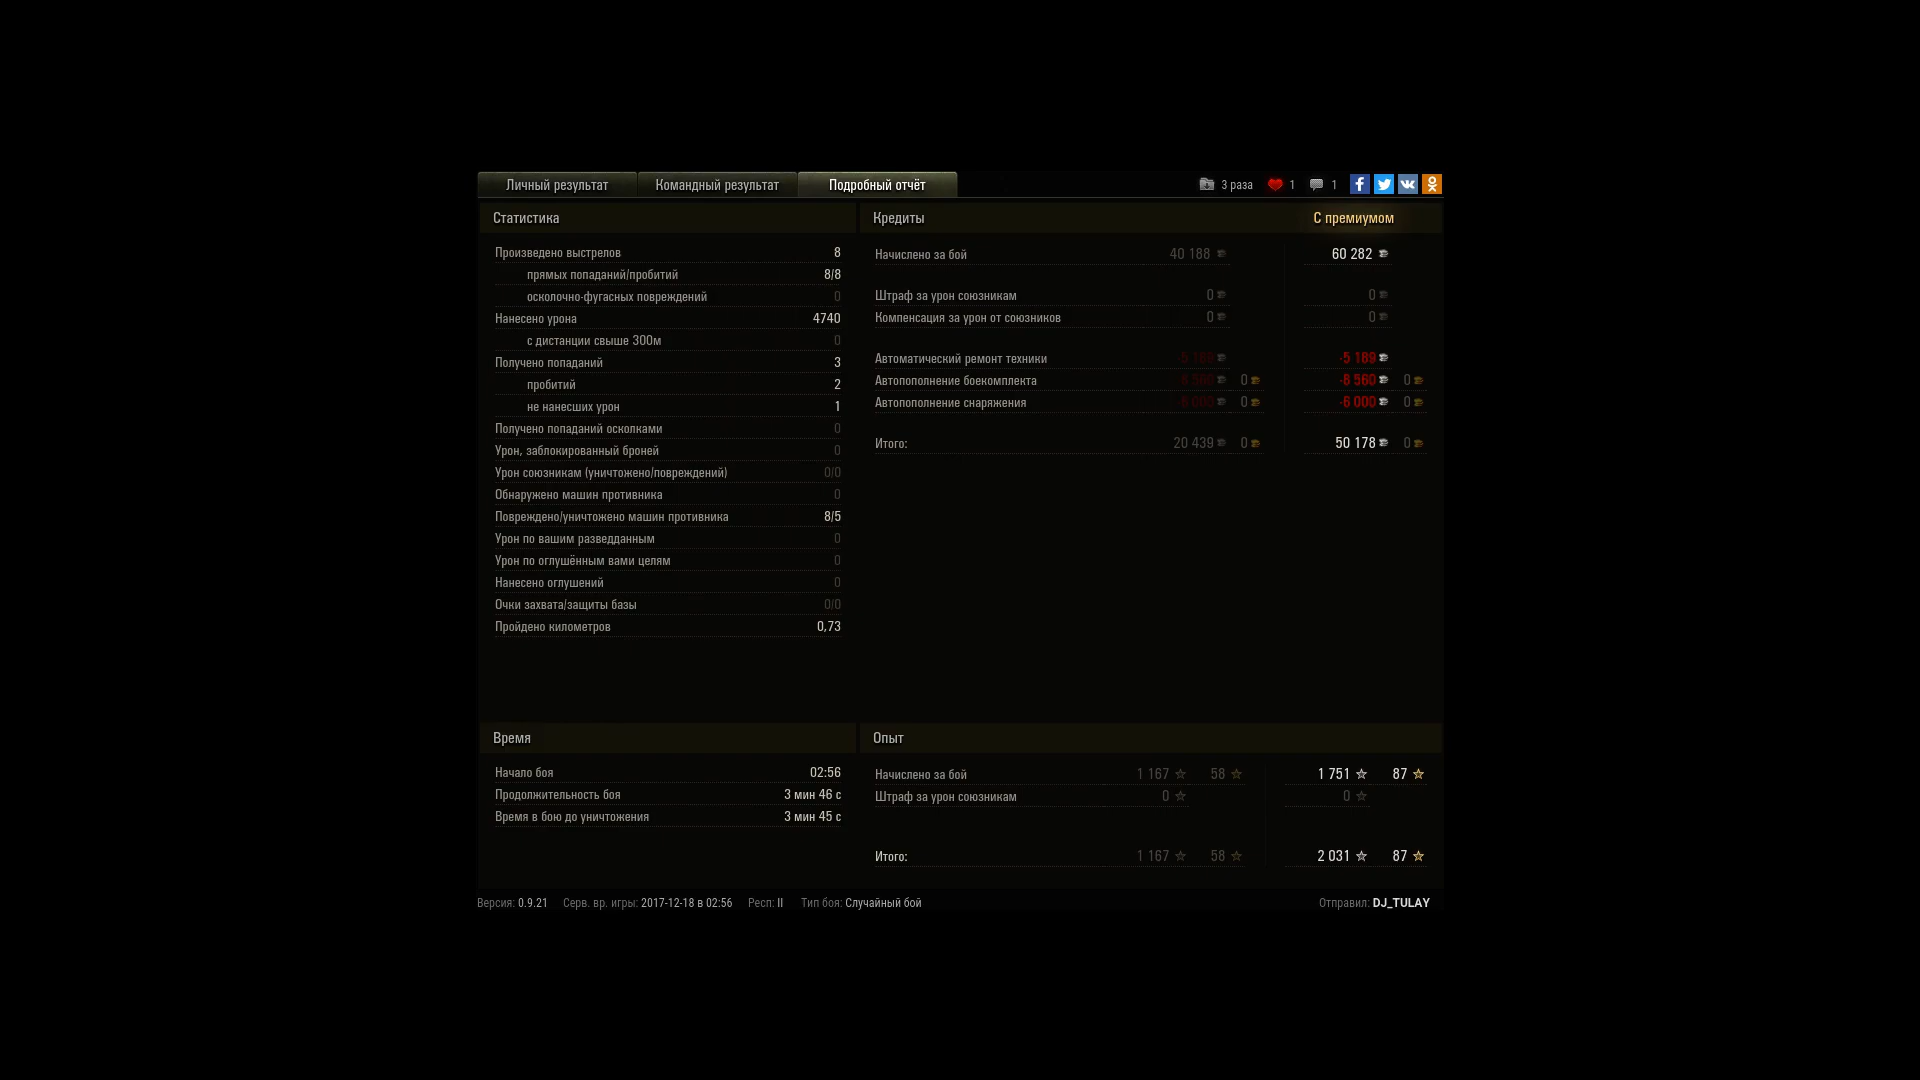 Личный результат Командный результат Подробный отчёт 3 раза 1 1
Статистика
Произведено выстрелов 8
прямых попаданий/пробитий 8/8
осколочно-фугасных повреждений 0
Нанесено урона 4740
с дистанции свыше 300м 0
Получено попаданий 3
пробитий 2
не нанесших урон 1
Получено попаданий осколками 0
Урон, заблокированный броней 0
Урон союзникам (уничтожено/повреждений) 0/0
Обнаружено машин противника 0
Повреждено/уничтожено машин противника 8/5
Урон по вашим разведданным 0
Урон по оглушённым вами целям 0
Нанесено оглушений 0
Очки захвата/защиты базы 0/0
Пройдено километров 0,73
Кредиты С премиумом
Начислено за бой 40 188 60 282
Штраф за урон союзникам 0 0
Компенсация за урон от союзников 0 0
Автоматический ремонт техники -5 189 -5 189
Автопополнение боекомплекта 0 -8 560 0
Автопополнение снаряжения -6 000 0 -6 000 0
Итого: 20 439 0 50 178 0
Время
Начало боя 02:56
Продолжительность боя 3 мин 46 с
Время в бою до уничтожения 3 мин 45 с
Опыт
Начислено за бой 1 167 58 1 751 87
Штраф за урон союзникам 0 0
Итого: 1 167 58 2 031 87
Версия: 0.9.21 Серв. вр. игры: 2017-12-18 в 02:56 Респ: II Тип боя: Случайный бой Отправил: DJ_TULAY